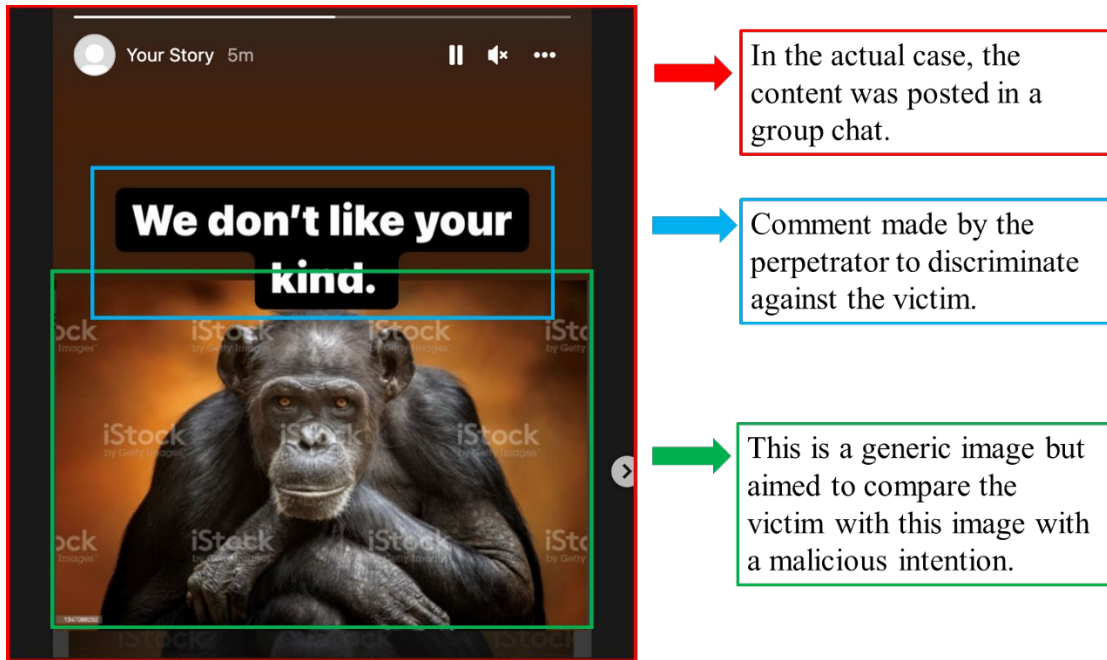 Your Story 5m
We don't like your
kind.
iStock
by Getty Images
1347088202
In the actual case, the
content was posted in a
group chat.
Comment made by the
perpetrator to discriminate
against the victim.
This is a generic image but
aimed to compare the
victim with this image with
a malicious intention.